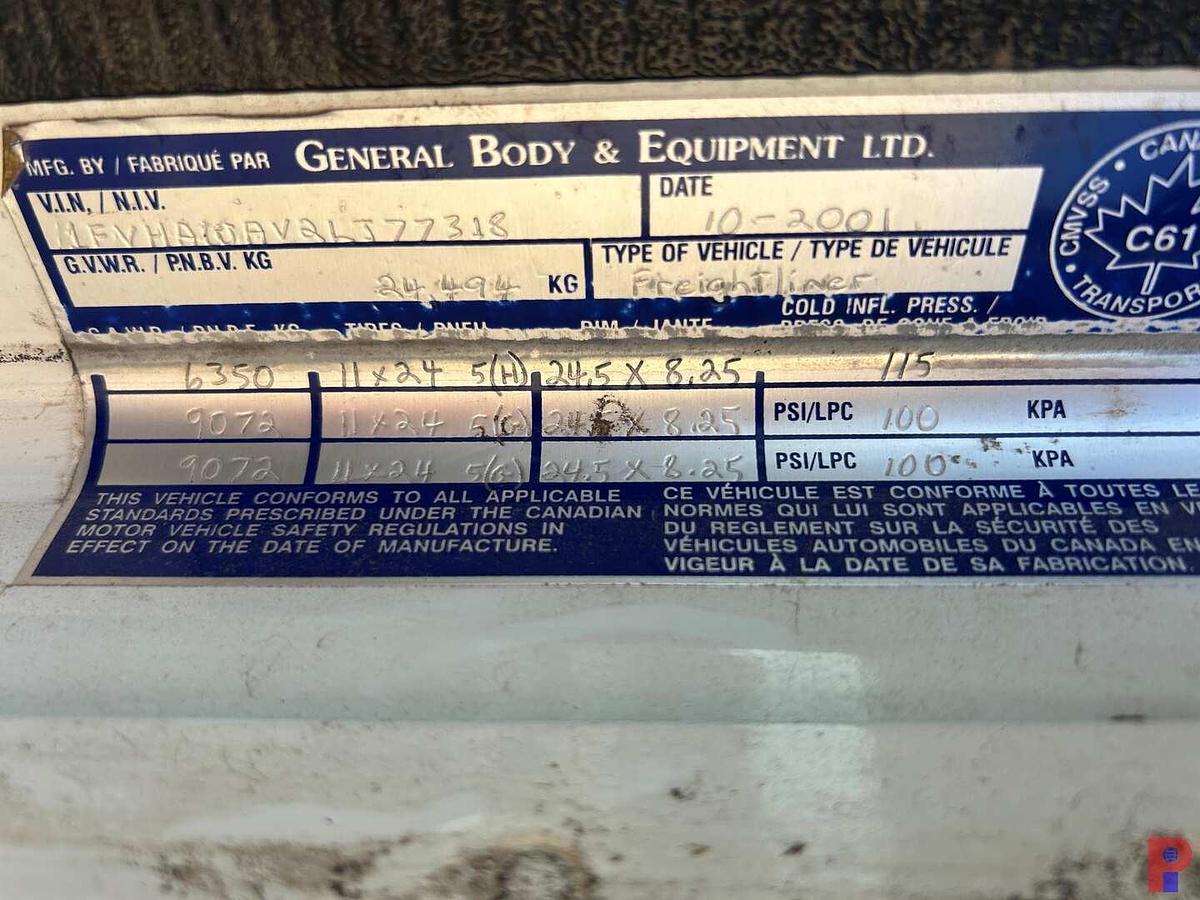 MFG. BY / FABRIQUÉ PAR GENERAL BODY & EQUIPMENT LTD.
V.I.N. / N.I.V.
DATE
10-2001
G.V.W.R. / P.N.B.V. KG
24,494 KG
TYPE OF VEHICLE / TYPE DE VÉHICULE
Freightliner
COLD INFL. PRESS. /
CMVSS
C61
6350 11x24 5(H) 24.5 X 8.25 115
9072 11x24 5(G) 24.5 X 8.25 PSI/LPC 100 KPA
9072 11x24 5(G) 24.5 X 8.25 PSI/LPC 100 KPA
THIS VEHICLE CONFORMS TO ALL APPLICABLE
STANDARDS PRESCRIBED UNDER THE CANADIAN
MOTOR VEHICLE SAFETY REGULATIONS IN
EFFECT ON THE DATE OF MANUFACTURE.
CE VÉHICULE EST CONFORME À TOUTES LE
NORMES QUI LUI SONT APPLICABLES EN V
DU REGLEMENT SUR LA SÉCURITÉ DES
VÉHICULES AUTOMOBILES DU CANADA EN
VIGEUR À LA DATE DE SA FABRICATION.